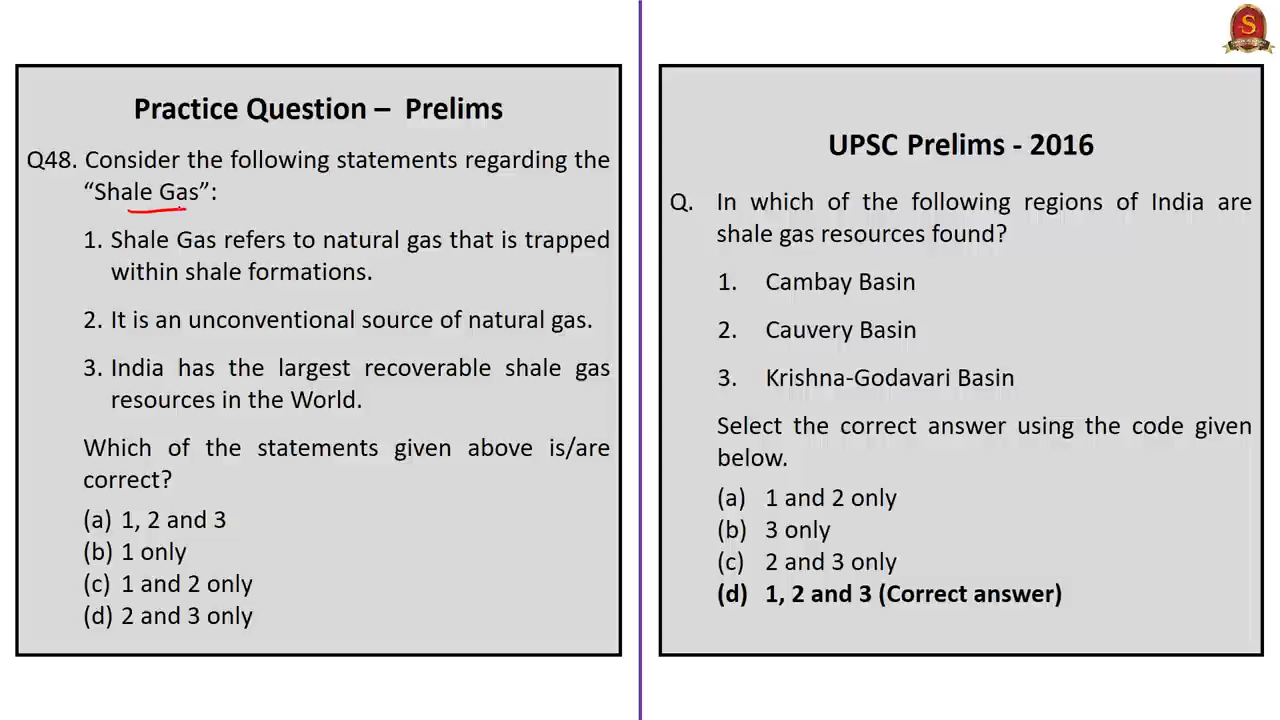 S
Practice Question – Prelims
Q48. Consider the following statements regarding the
“Shale Gas”:
1. Shale Gas refers to natural gas that is trapped
within shale formations.
2. It is an unconventional source of natural gas.
3. India has the largest recoverable shale gas
resources in the World.
Which of the statements given above is/are
correct?
(a) 1, 2 and 3
(b) 1 only
(c) 1 and 2 only
(d) 2 and 3 only
UPSC Prelims - 2016
Q. In which of the following regions of India are
shale gas resources found?
1. Cambay Basin
2. Cauvery Basin
3. Krishna-Godavari Basin
Select the correct answer using the code given
below.
(a) 1 and 2 only
(b) 3 only
(c) 2 and 3 only
(d) 1, 2 and 3 (Correct answer)